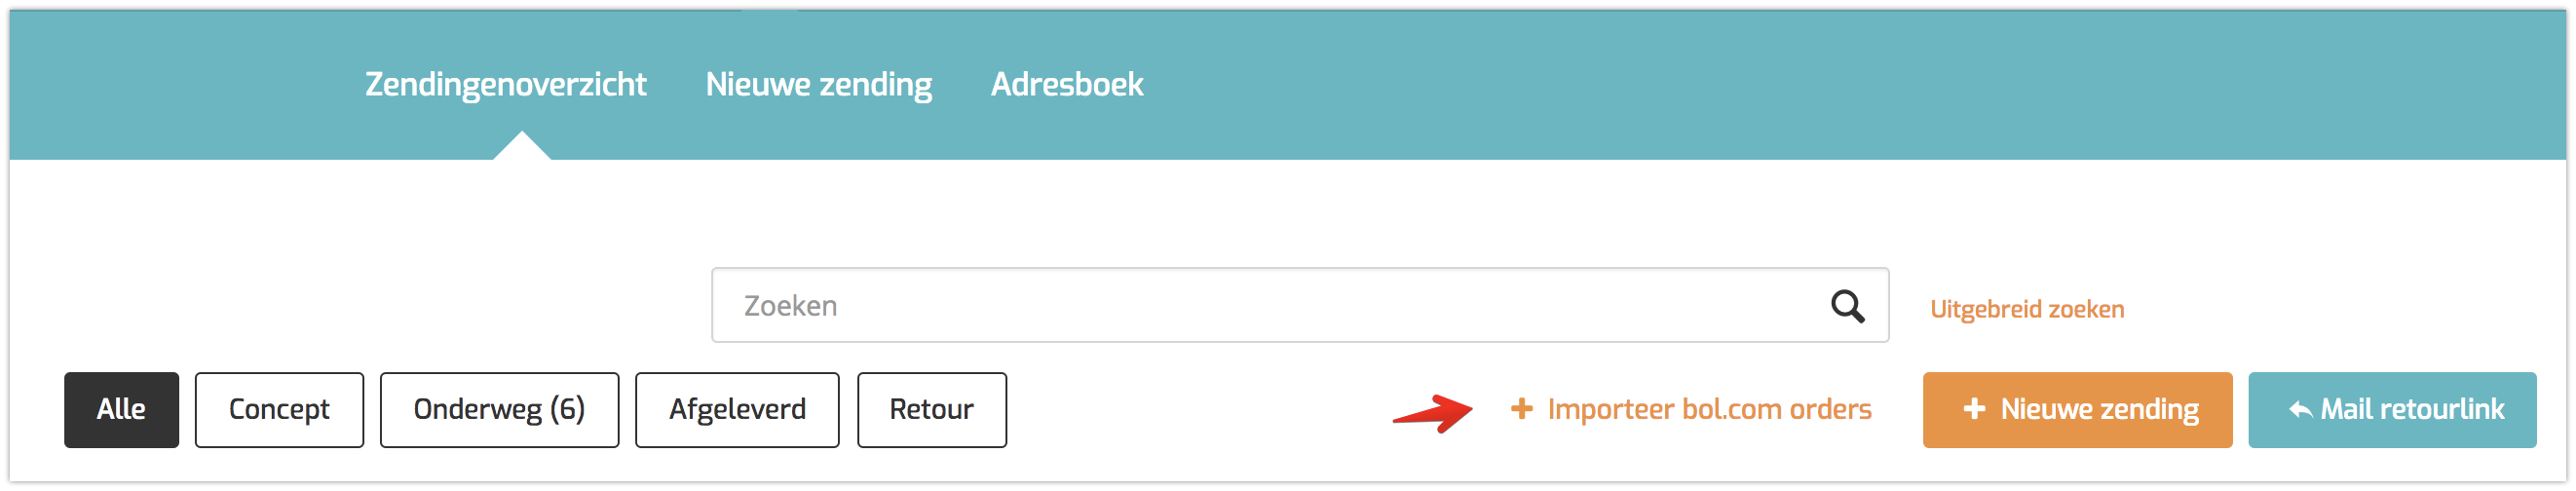 Zendingenoverzicht Nieuwe zending Adresboek
Zoeken
Uitgebreid zoeken
Alle Concept Onderweg (6) Afgeleverd Retour + Importeer bol.com orders + Nieuwe zending Mail retourlink